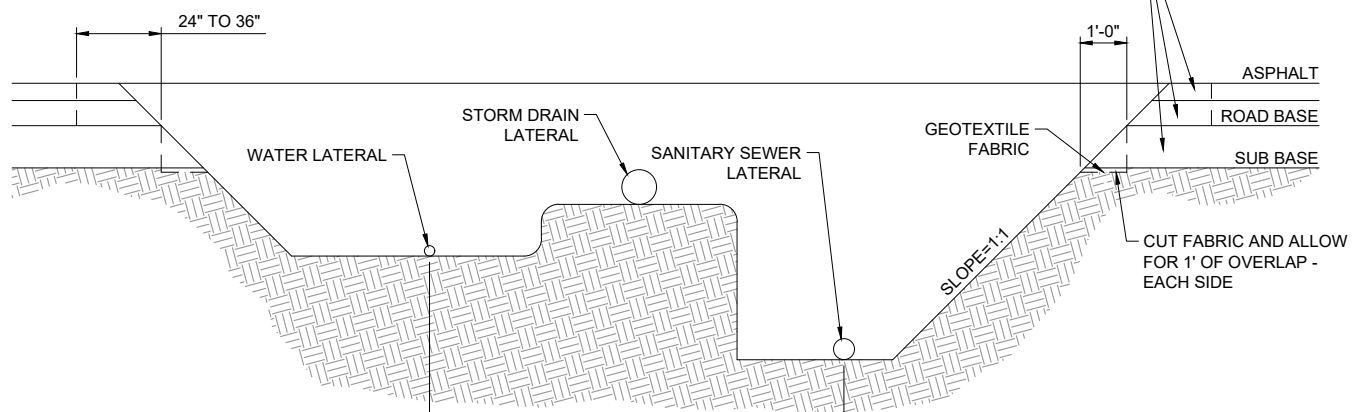 24" TO 36"
1'-0"
ASPHALT
STORM DRAIN
LATERAL
ROAD BASE
GEOTEXTILE
FABRIC
WATER LATERAL
SANITARY SEWER
LATERAL
SUB BASE
CUT FABRIC AND ALLOW
FOR 1' OF OVERLAP -
EACH SIDE
SLOPE=1:1